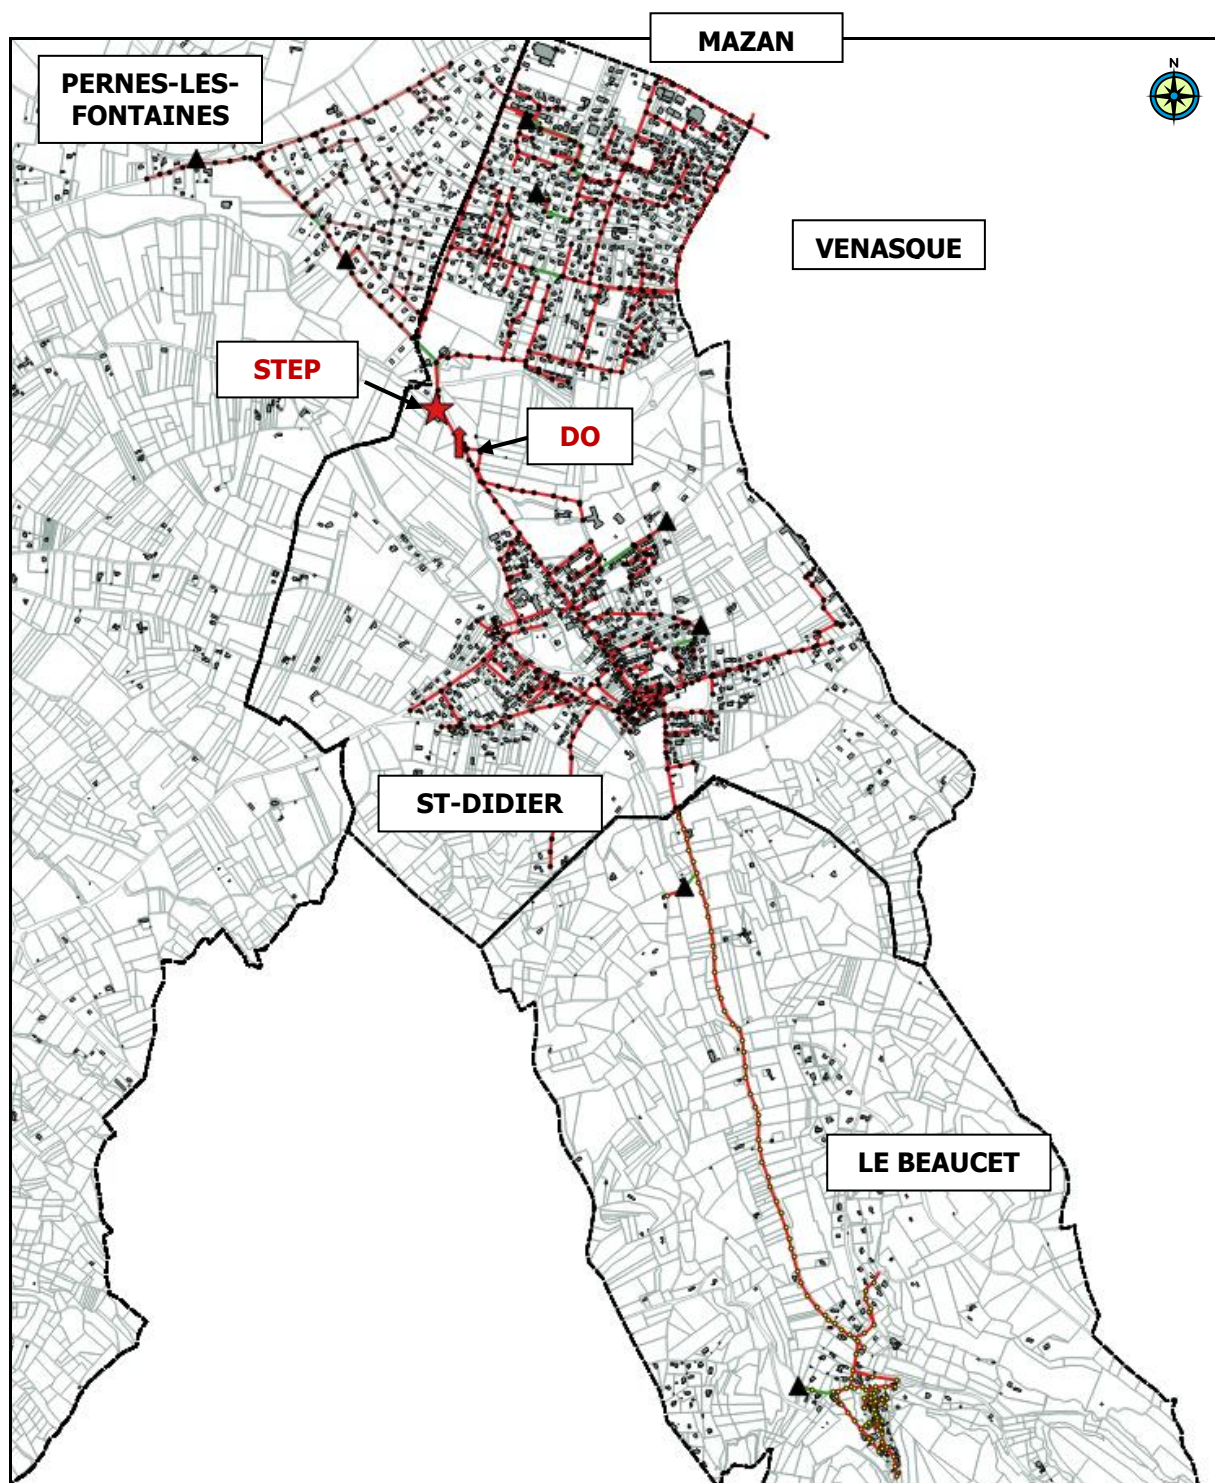 MAZAN
PERNES-LES-
FONTAINES
N
VENASQUE
STEP
DO
ST-DIDIER
LE BEAUCET